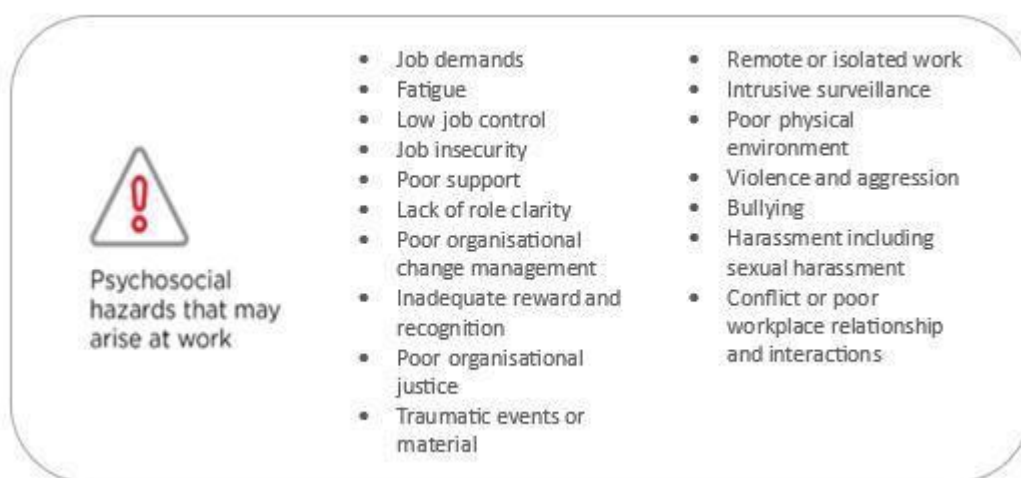 Psychosocial
hazards that may
arise at work
• Job demands
• Fatigue
• Low job control
• Job insecurity
• Poor support
• Lack of role clarity
• Poor organisational
change management
• Inadequate reward and
recognition
• Poor organisational
justice
• Traumatic events or
material
• Remote or isolated work
• Intrusive surveillance
• Poor physical
environment
• Violence and aggression
• Bullying
• Harassment including
sexual harassment
• Conflict or poor
workplace relationship
and interactions